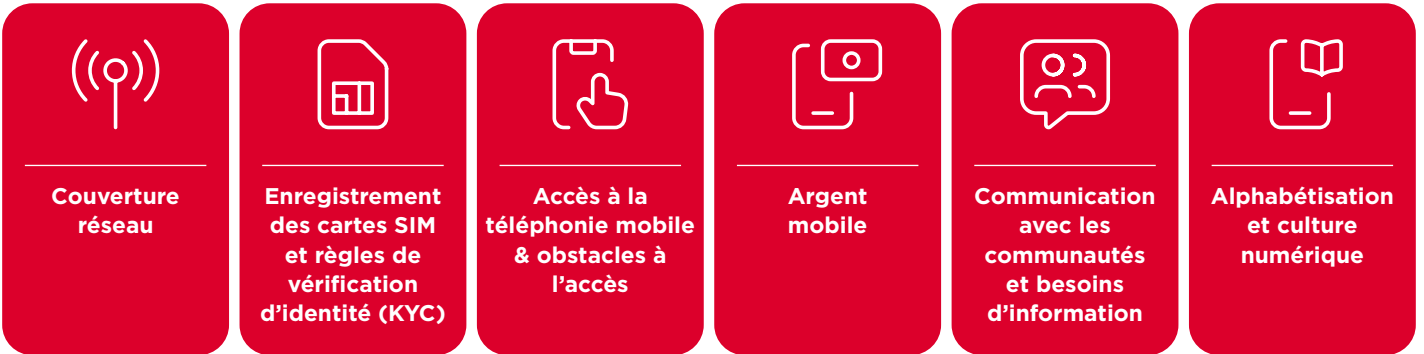 Couverture
réseau
Enregistrement
des cartes SIM
et règles de
vérification
d’identité (KYC)
Accès à la
téléphonie mobile
& obstacles à
l’accès
Argent
mobile
Communication
avec les
communautés
et besoins
d’information
Alphabétisation
et culture
numérique